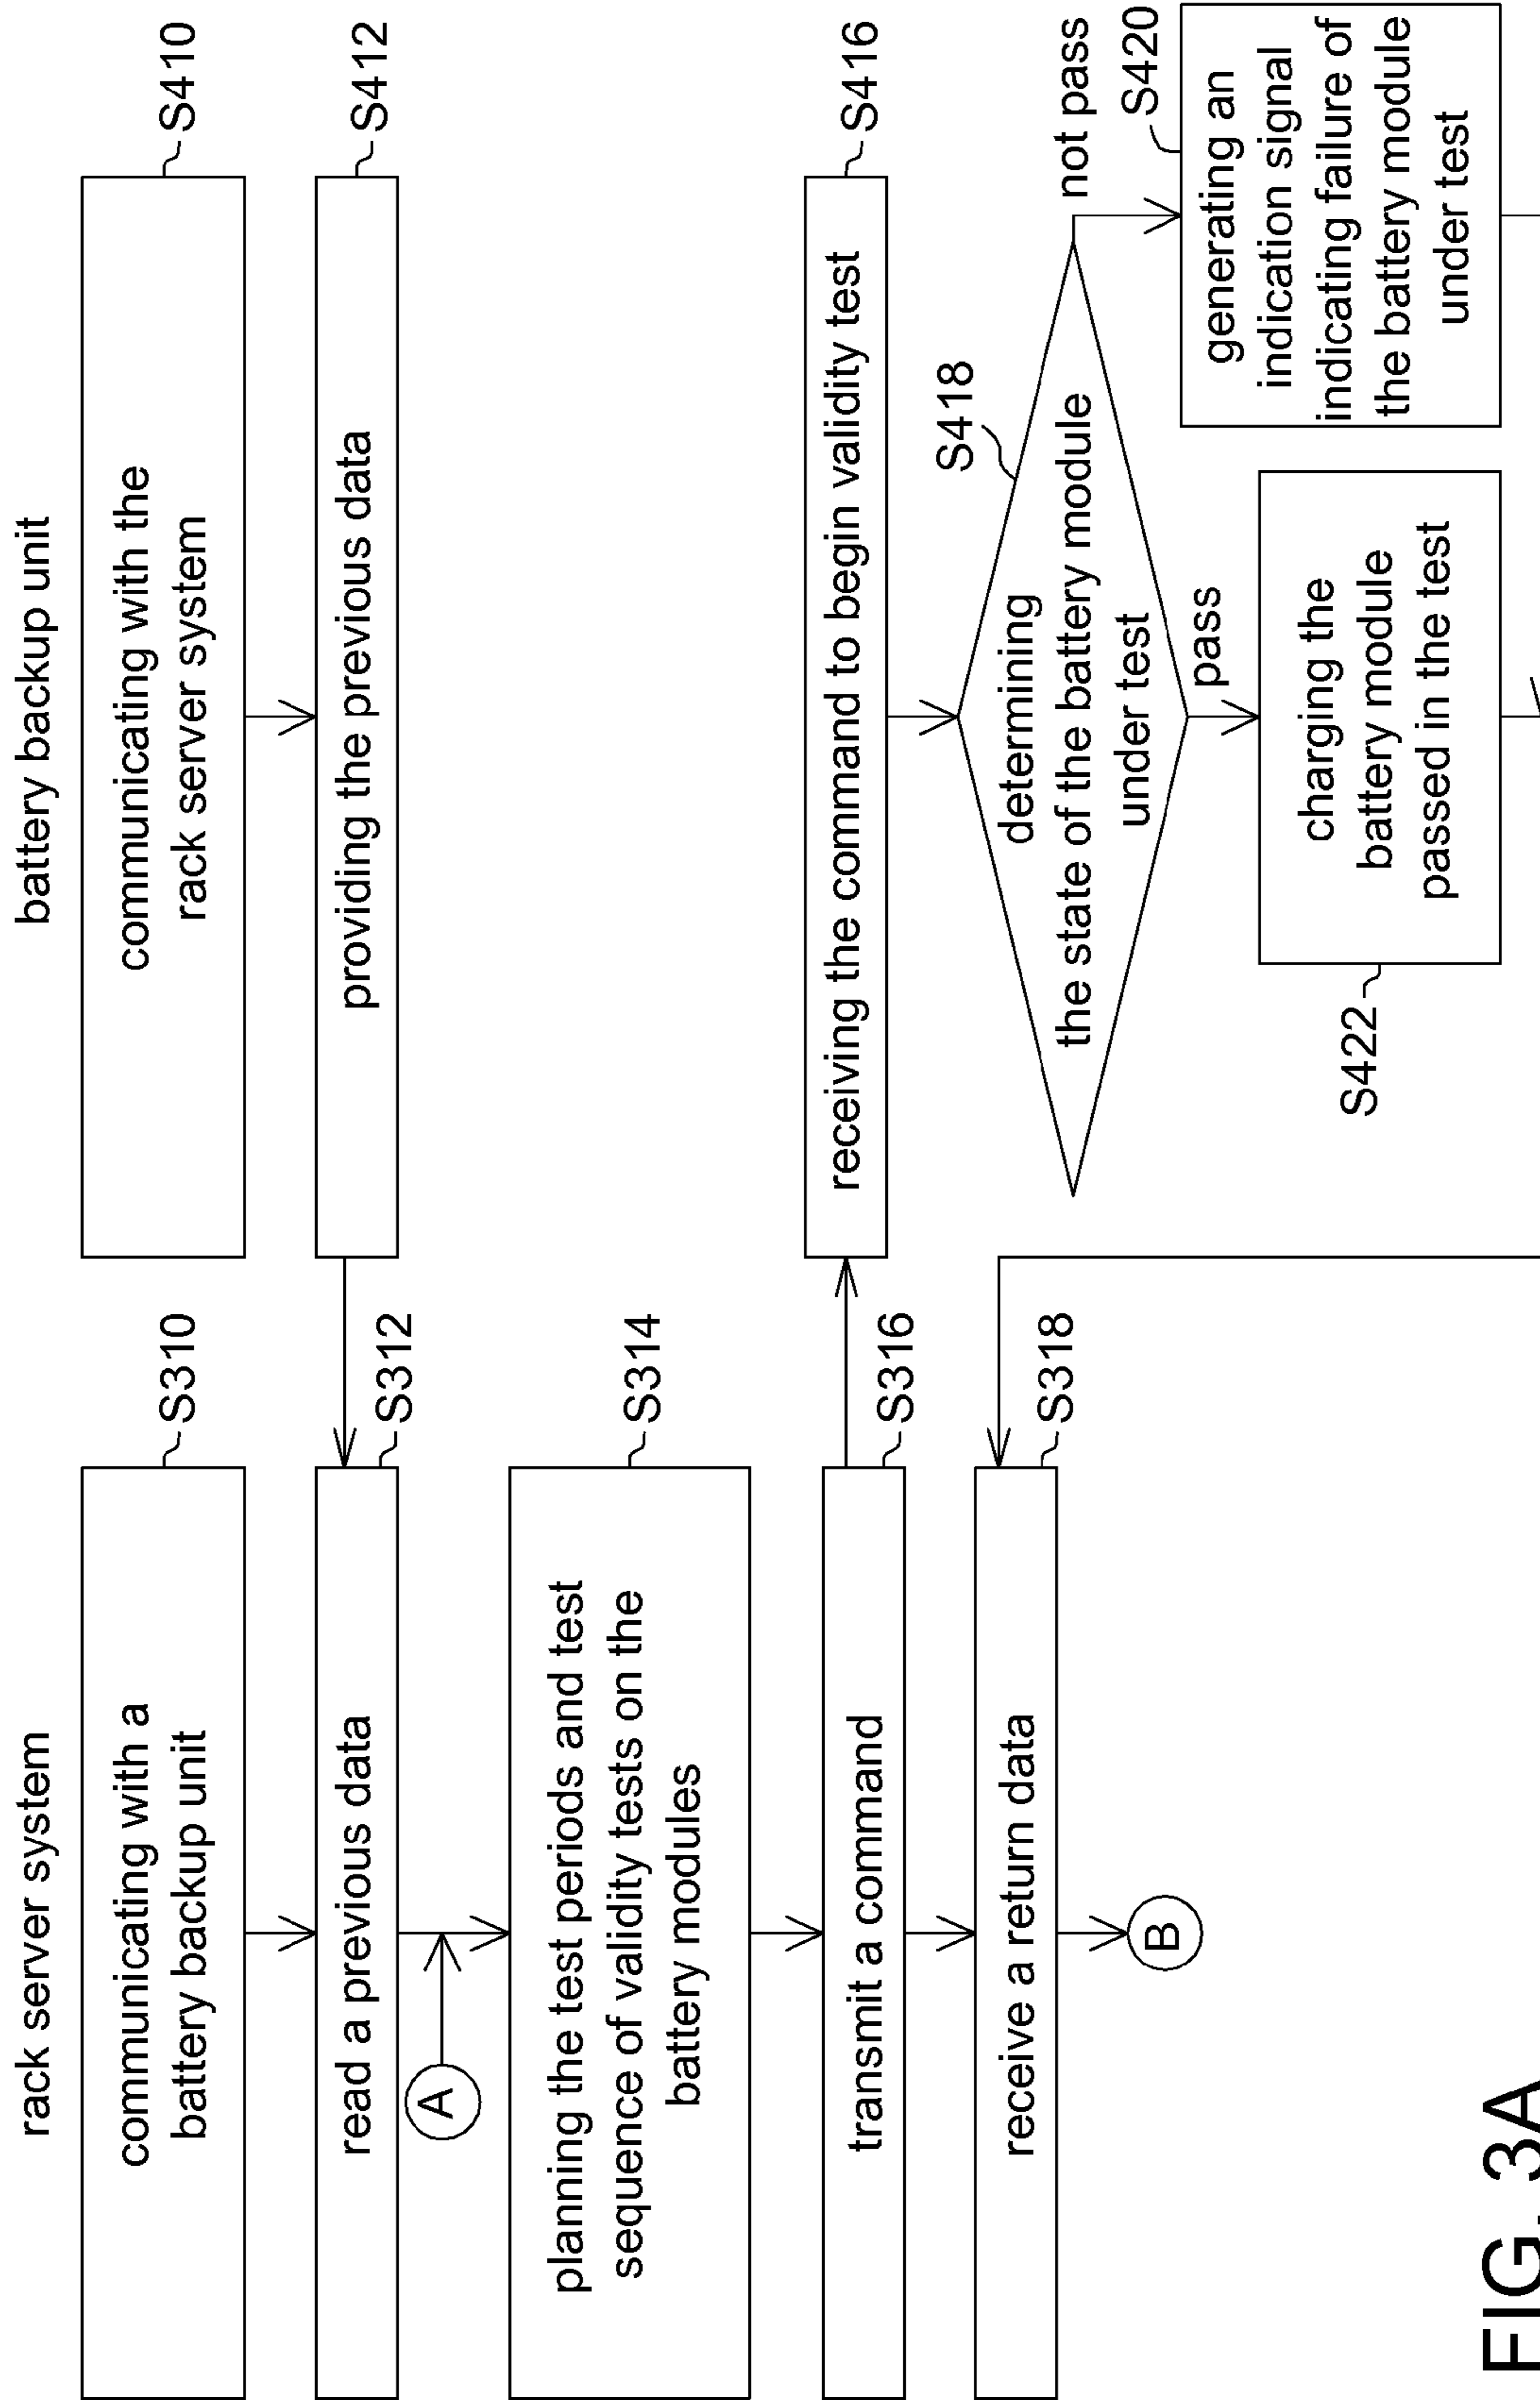 rack server system
communicating with a
battery backup unit
S310
read a previous data
S312
A
planning the test periods and test
sequence of validity tests on the
battery modules
S314
transmit a command
S316
receive a return data
S318
B
battery backup unit
communicating with the
rack server system
S410
providing the previous data
S412
receiving the command to begin validity test
S416
determining
the state of the battery module
under test
S418
not pass
pass
generating an
indication signal
indicating failure of
the battery module
under test
S420
charging the
battery module
passed in the test
S422
FIG. 3A